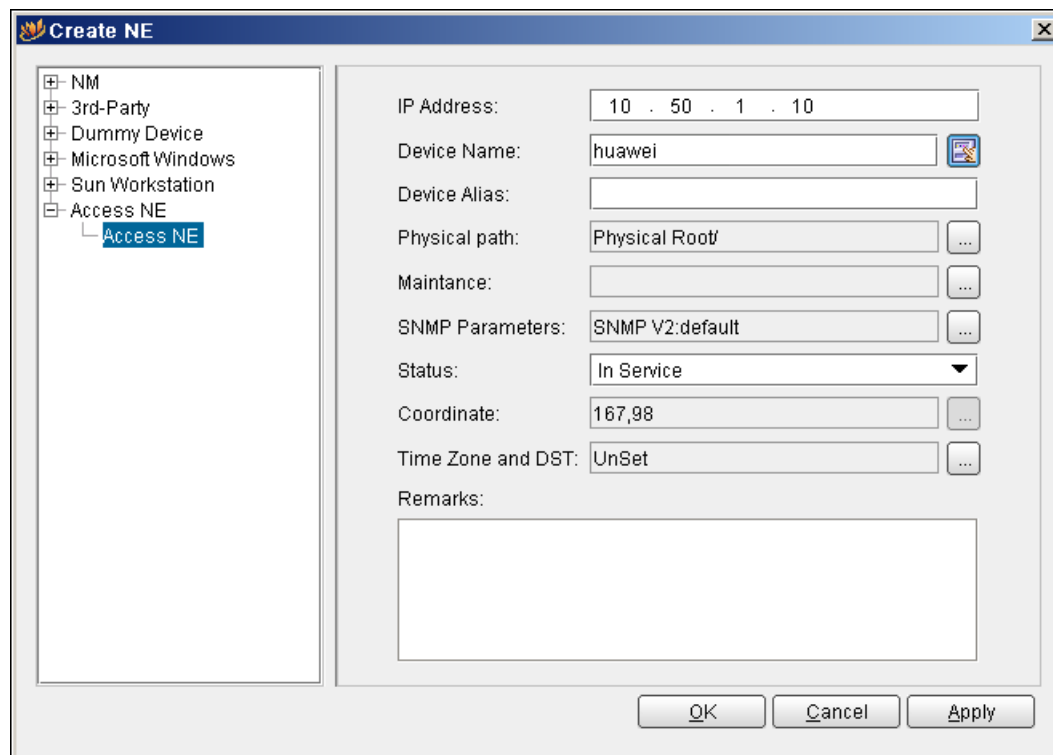 Create NE
NM
3rd-Party
Dummy Device
Microsoft Windows
Sun Workstation
Access NE
Access NE
IP Address: 10 . 50 . 1 . 10
Device Name: huawei
Device Alias:
Physical path: Physical Root/ ...
Maintance: ...
SNMP Parameters: SNMP V2:default ...
Status: In Service
Coordinate: 167,98 ...
Time Zone and DST: UnSet ...
Remarks:
OK Cancel Apply